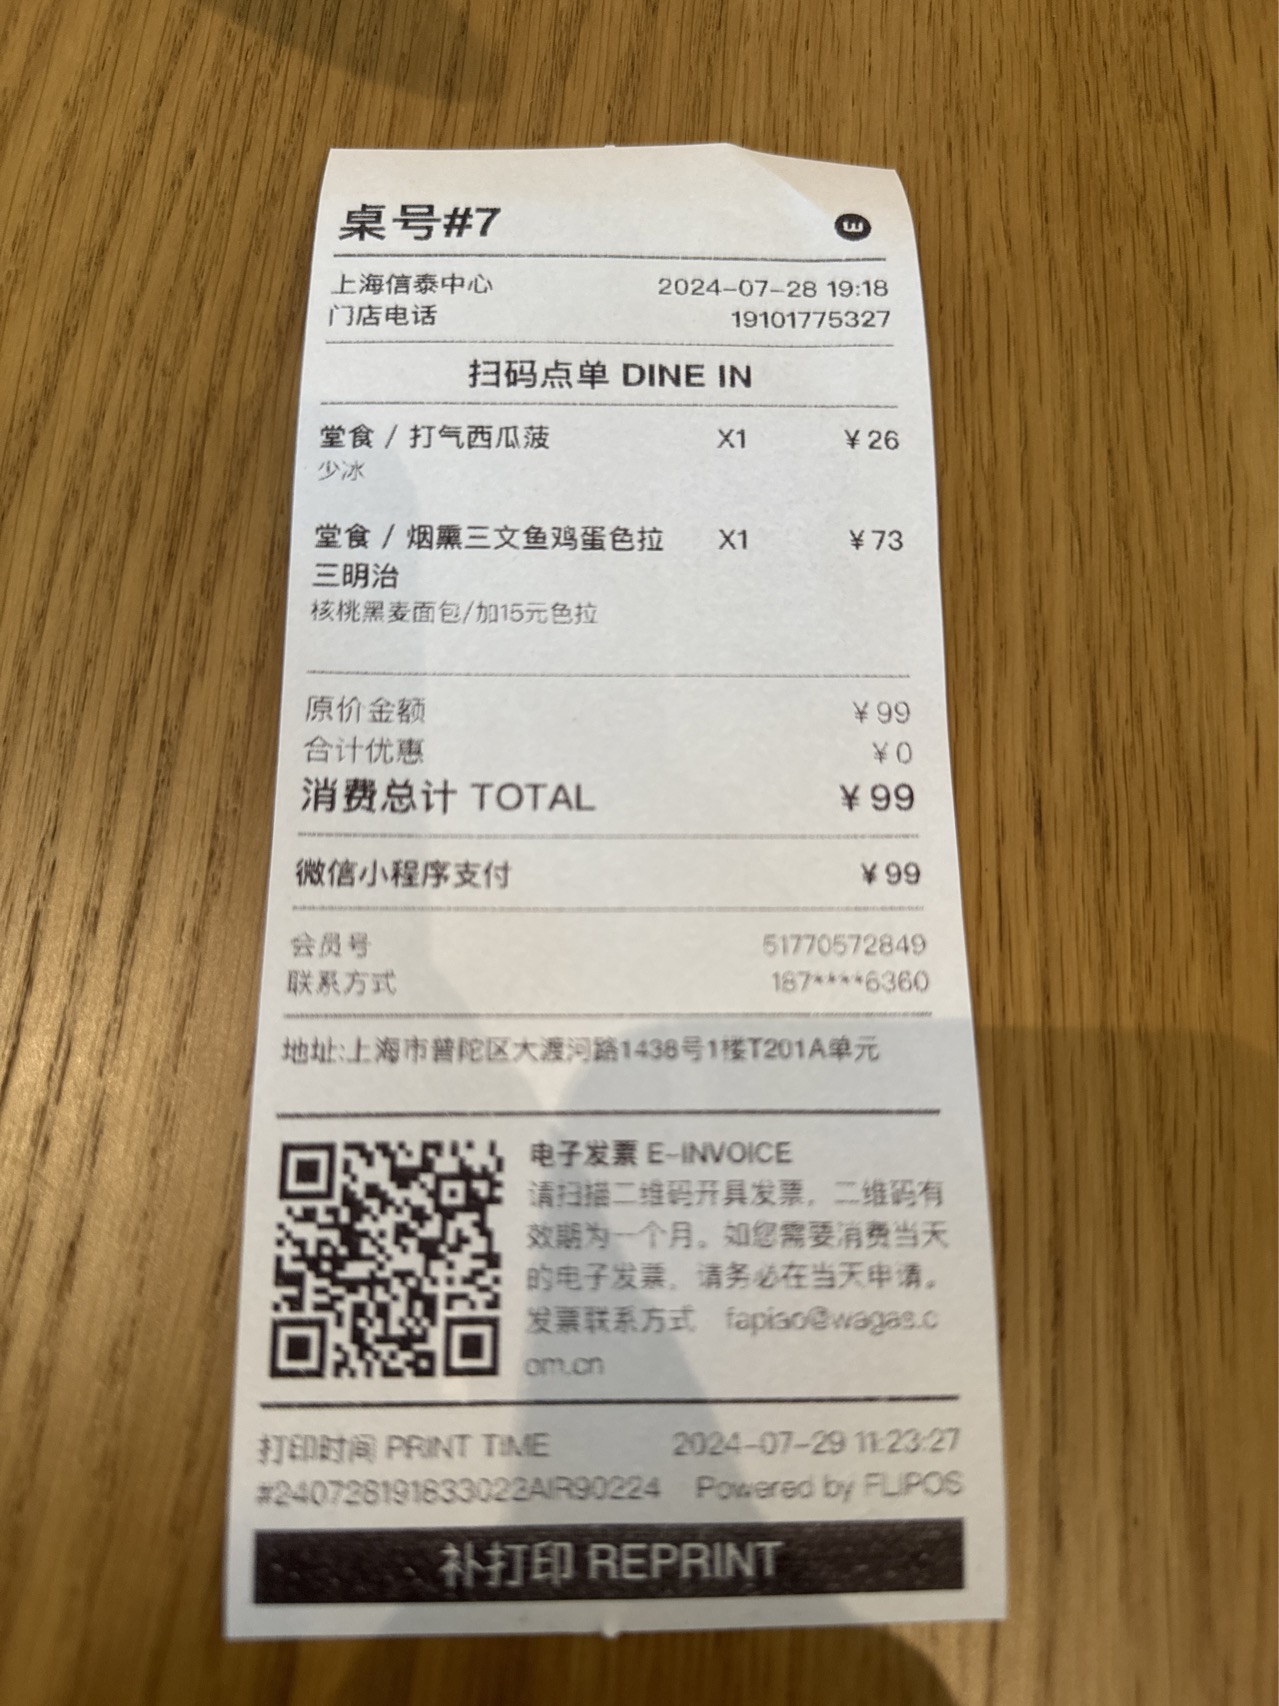 桌号#7
上海信泰中心 2024-07-28 19:18
门店电话 19101775327
扫码点单 DINE IN
堂食 / 打气西瓜菠 X1 ¥26
少冰
堂食 / 烟熏三文鱼鸡蛋色拉 X1 ¥73
三明治
核桃黑麦面包/加15元色拉
原价金额 ¥99
合计优惠 ¥0
消费总计 TOTAL ¥99
微信小程序支付 ¥99
会员号 51770572849
联系方式 187****6360
地址:上海市普陀区大渡河路1438号1楼T201A单元
电子发票 E-INVOICE
请扫描二维码开具发票，二维码有
效期为一个月。如您需要消费当天
的电子发票，请务必在当天申请。
发票联系方式 fapiao@wagas.c
om.cn
打印时间 PRINT TIME 2024-07-29 11:23:27
#240728191833022AIR90224 Powered by FLIPOS
补打印 REPRINT